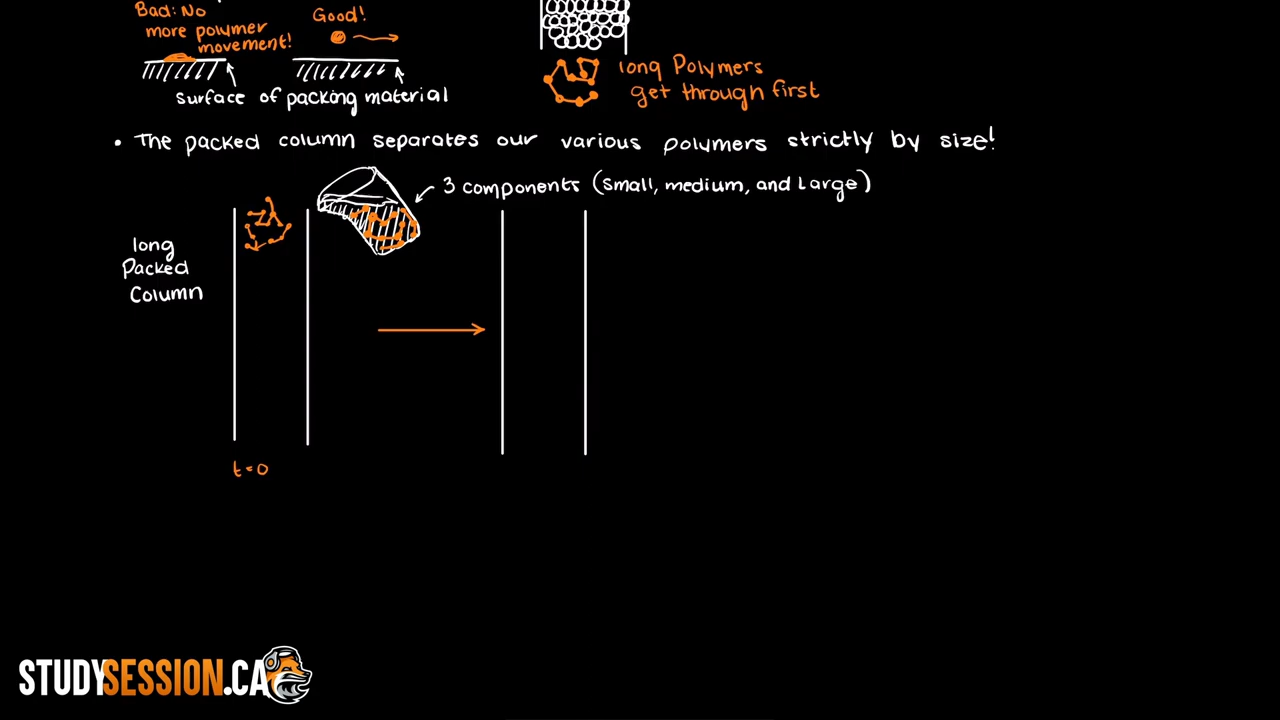 Bad: No
more polymer
movement!
Good!
surface of packing material
long Polymers
get through first
• The packed column separates our various polymers strictly by size!
3 components (small, medium, and Large)
long
Packed
Column
t=0
STUDYSESSION.CA